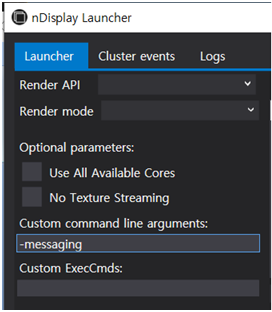 nDisplay Launcher
Launcher Cluster events Logs
Render API
Render mode
Optional parameters:
Use All Available Cores
No Texture Streaming
Custom command line arguments:
-messaging
Custom ExecCmds: